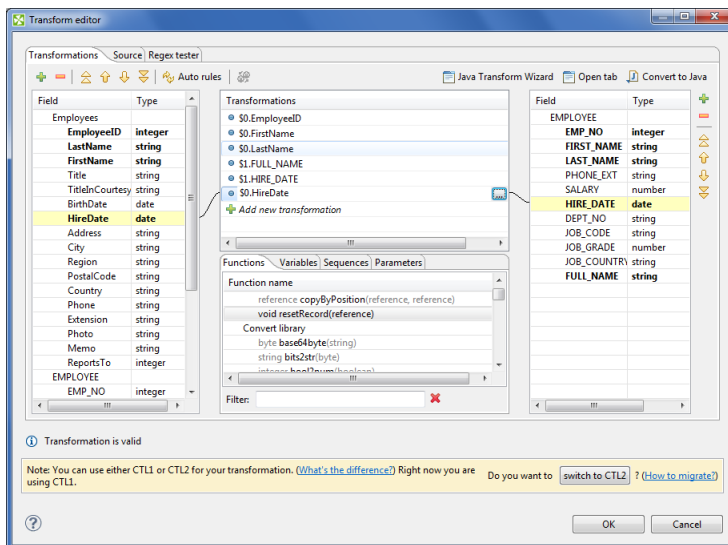 Transform editor
Transformations Source Regex tester
Auto rules Java Transform Wizard Open tab Convert to Java
Field Type
Employees
EmployeeID integer
LastName string
FirstName string
Title string
TitleInCourtesy string
BirthDate date
HireDate date
Address string
City string
Region string
PostalCode string
Country string
Phone string
Extension string
Photo string
Memo string
ReportsTo integer
EMPLOYEE
EMP_NO integer
Transformations
$0.EmployeeID
$0.FirstName
$0.LastName
$1.FULL_NAME
$1.HIRE_DATE
$0.HireDate
...
Add new transformation
Functions Variables Sequences Parameters
Function name
reference copyByPosition(reference, reference)
void resetRecord(reference)
Convert library
byte base64byte(string)
string bits2str(byte)
integer bool2num(boolean)
Filter:
Field Type
EMPLOYEE
EMP_NO integer
FIRST_NAME string
LAST_NAME string
PHONE_EXT string
SALARY number
HIRE_DATE date
DEPT_NO string
JOB_CODE string
JOB_GRADE number
JOB_COUNTRY string
FULL_NAME string
Transformation is valid
Note: You can use either CTL1 or CTL2 for your transformation. (What's the difference?) Right now you are
using CTL1.
Do you want to switch to CTL2 ? (How to migrate?)
OK Cancel